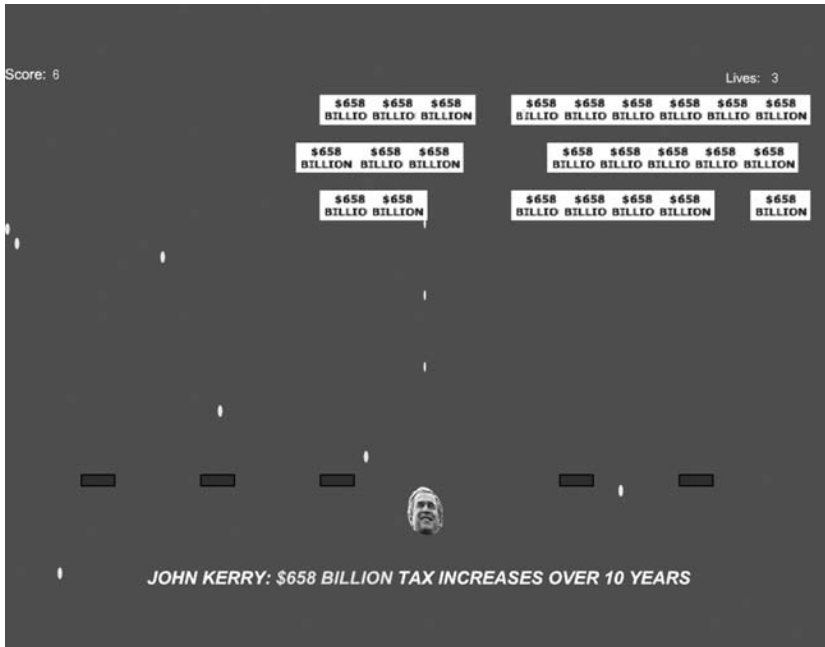 Score: 6
Lives: 3
$658 $658 $658 $658 $658 $658 $658 $658 $658
BILLIO BILLIO BILLION BILLIO BILLIO BILLIO BILLIO BILLIO BILLION
$658 $658 $658 $658 $658 $658 $658 $658
BILLION BILLIO BILLION BILLIO BILLIO BILLIO BILLIO BILLION
$658 $658 $658 $658 $658 $658 $658
BILLIO BILLION BILLIO BILLIO BILLIO BILLION BILLION
JOHN KERRY: $658 BILLION TAX INCREASES OVER 10 YEARS